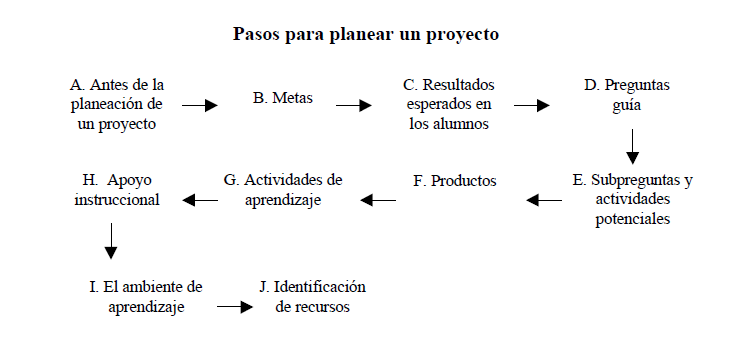 Pasos para planear un proyecto
A. Antes de la
planeación de
un proyecto
B. Metas
C. Resultados
esperados en
los alumnos
D. Preguntas
guía
E. Subpreguntas y
actividades
potenciales
F. Productos
G. Actividades de
aprendizaje
H. Apoyo
instruccional
I. El ambiente de
aprendizaje
J. Identificación
de recursos